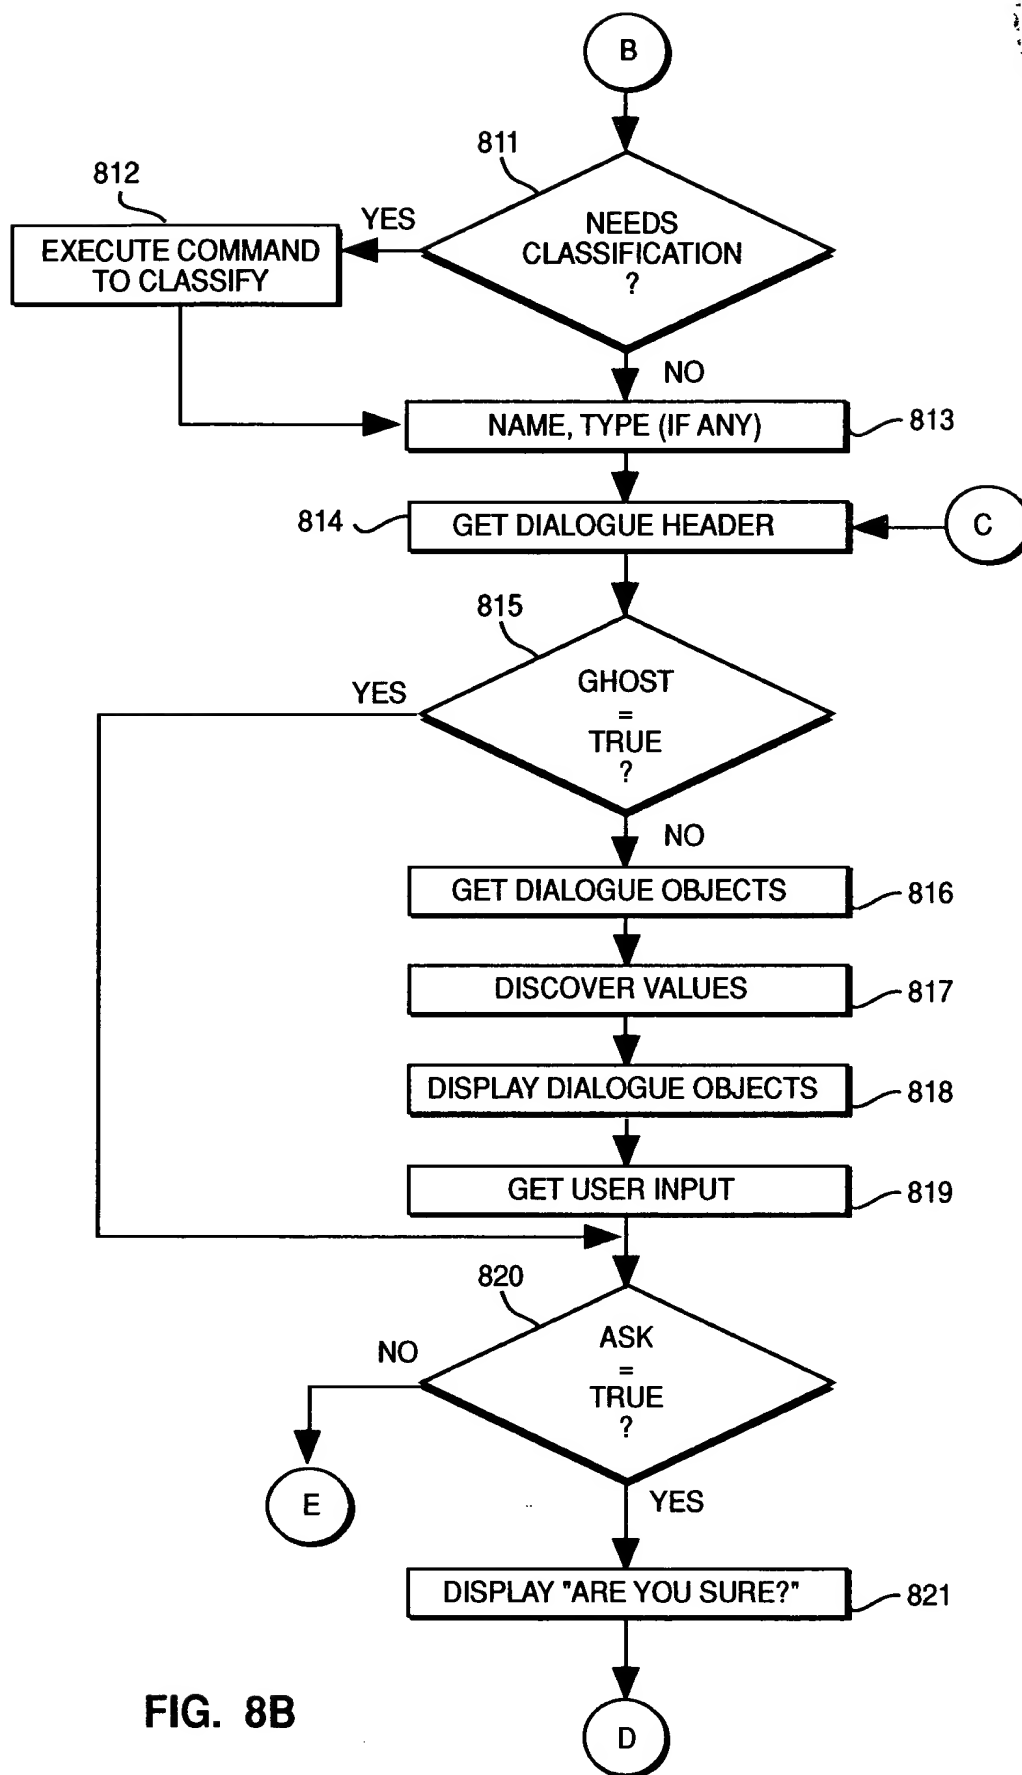 B
811
812
YES
NEEDS
CLASSIFICATION
?
EXECUTE COMMAND
TO CLASSIFY
NO
NAME, TYPE (IF ANY)
813
814
GET DIALOGUE HEADER
C
815
YES
GHOST
=
TRUE
?
NO
GET DIALOGUE OBJECTS
816
DISCOVER VALUES
817
DISPLAY DIALOGUE OBJECTS
818
GET USER INPUT
819
820
NO
ASK
=
TRUE
?
E
YES
DISPLAY "ARE YOU SURE?"
821
FIG. 8B
D